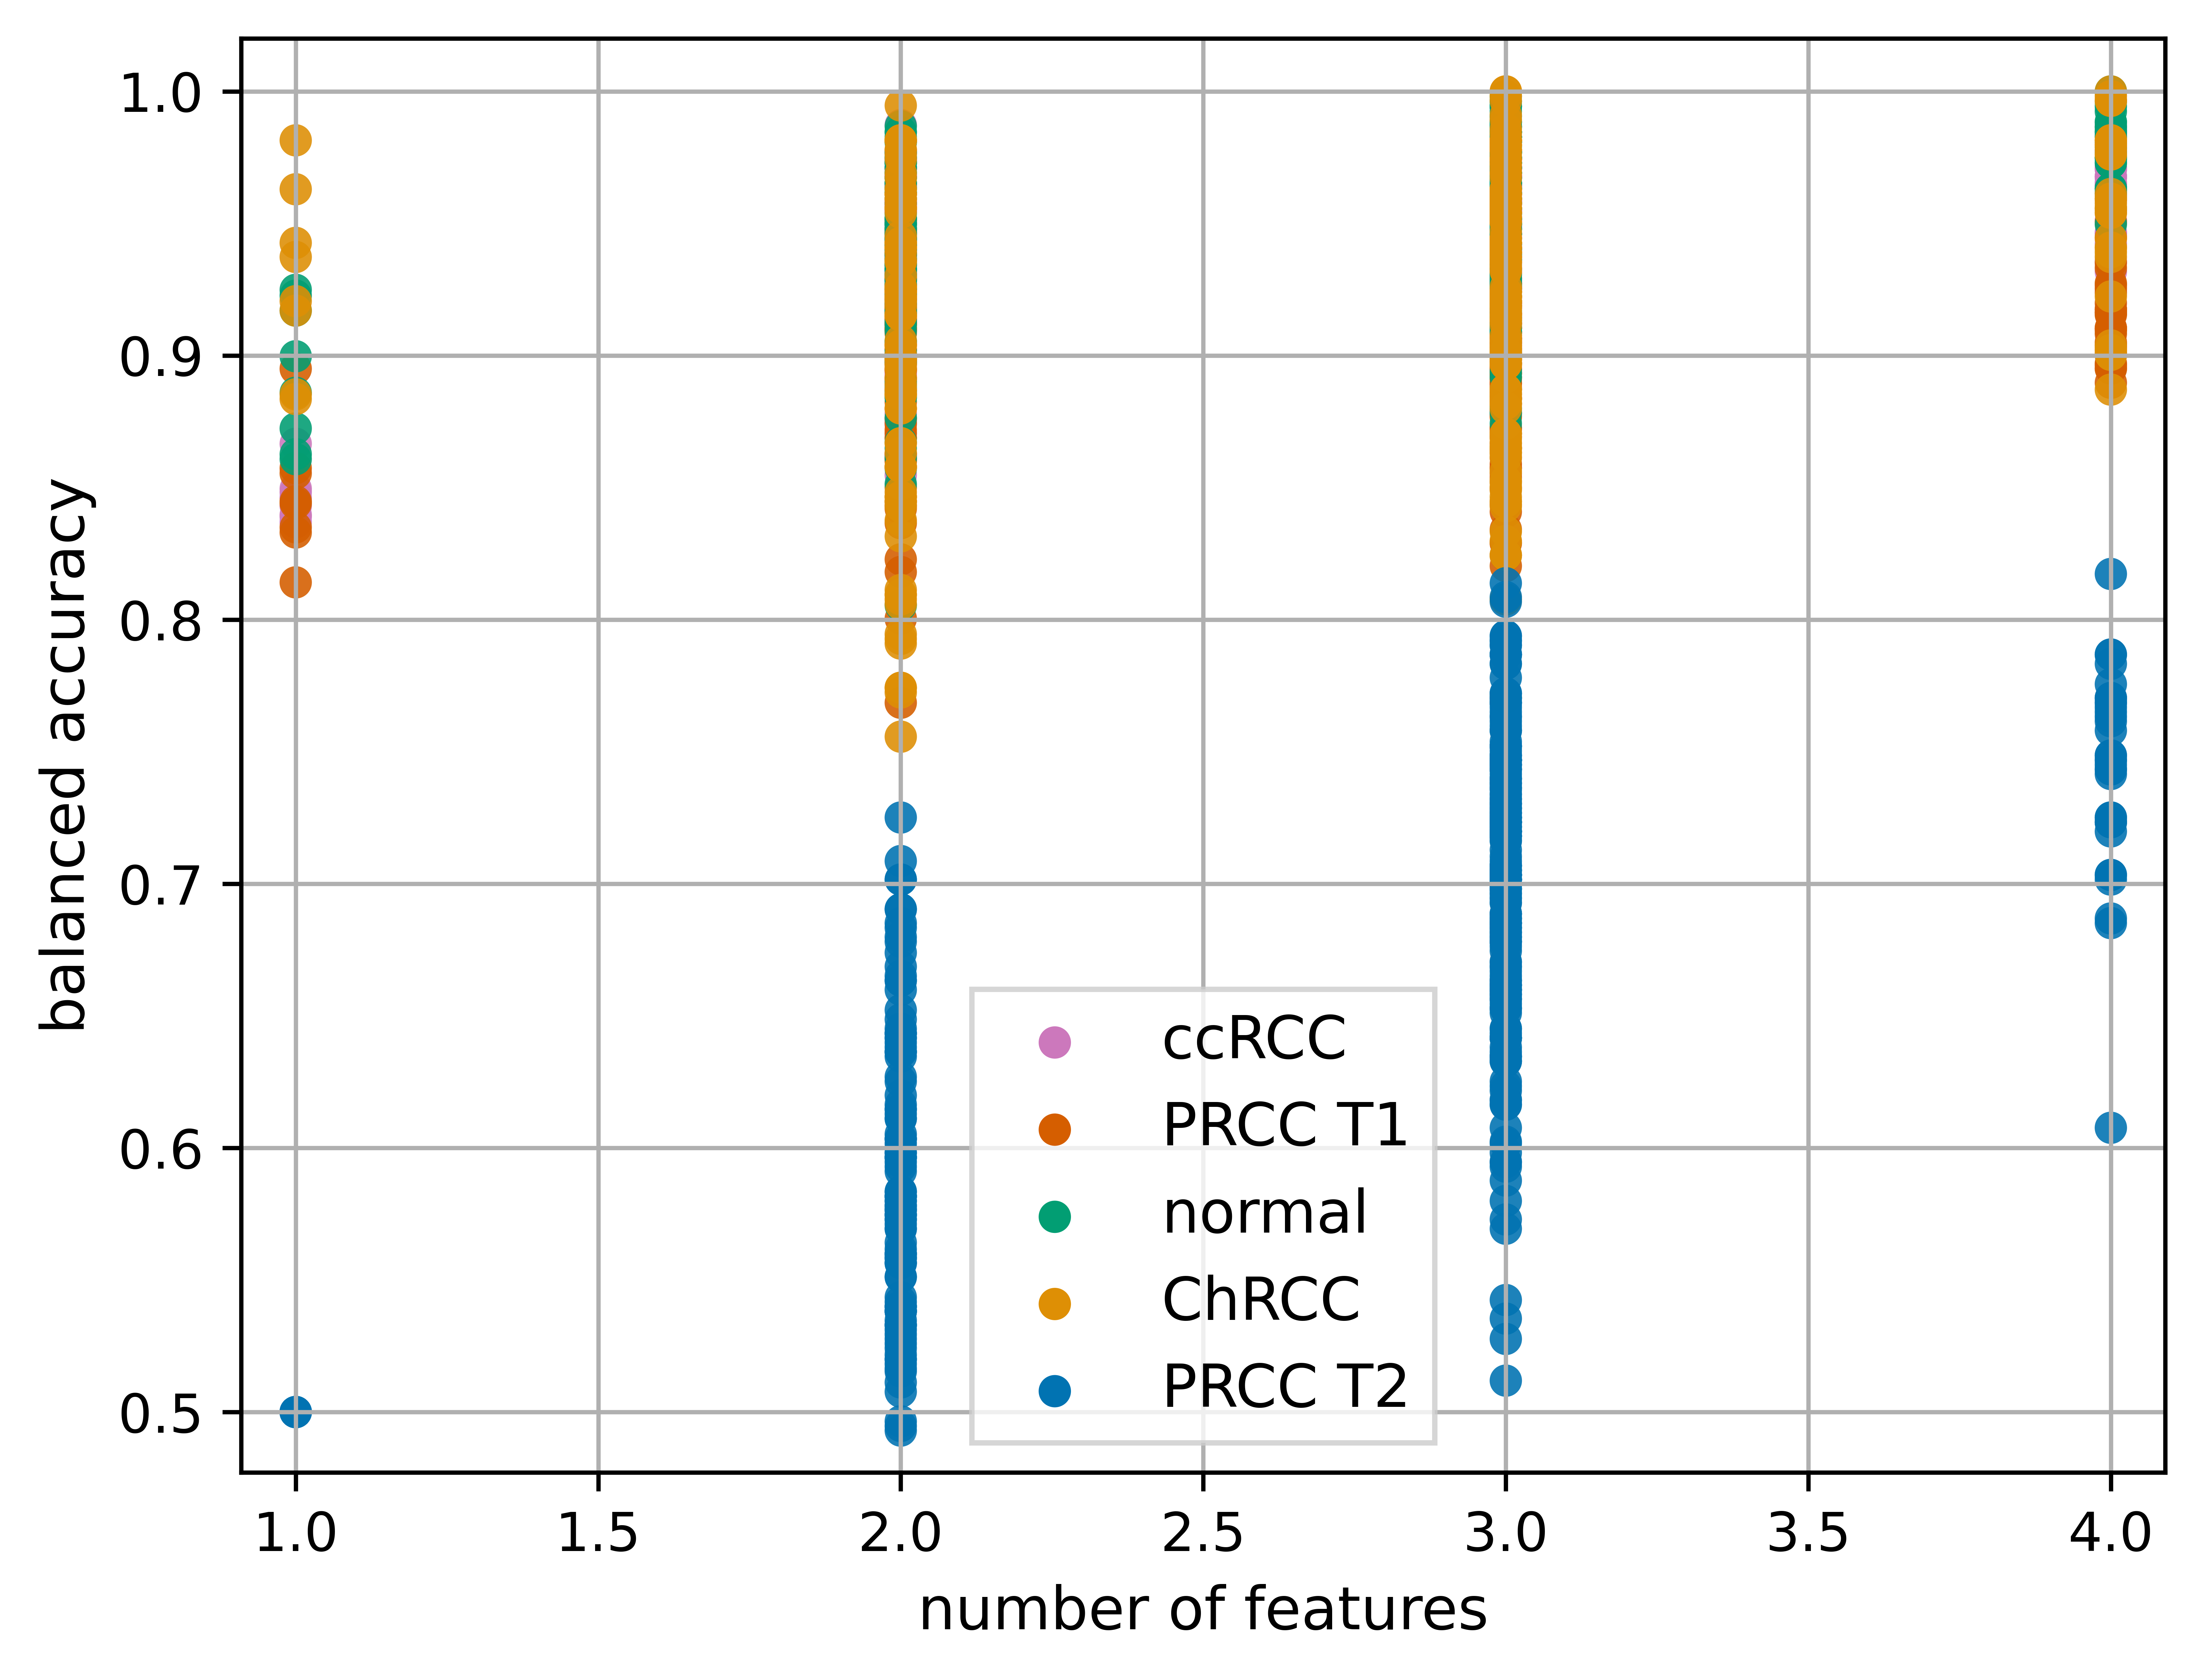 balanced accuracy
1.0
0.9
0.8
0.7
0.6
0.5
ccRCC
PRCC T1
normal
ChRCC
PRCC T2
1.0 1.5 2.0 2.5 3.0 3.5 4.0
number of features